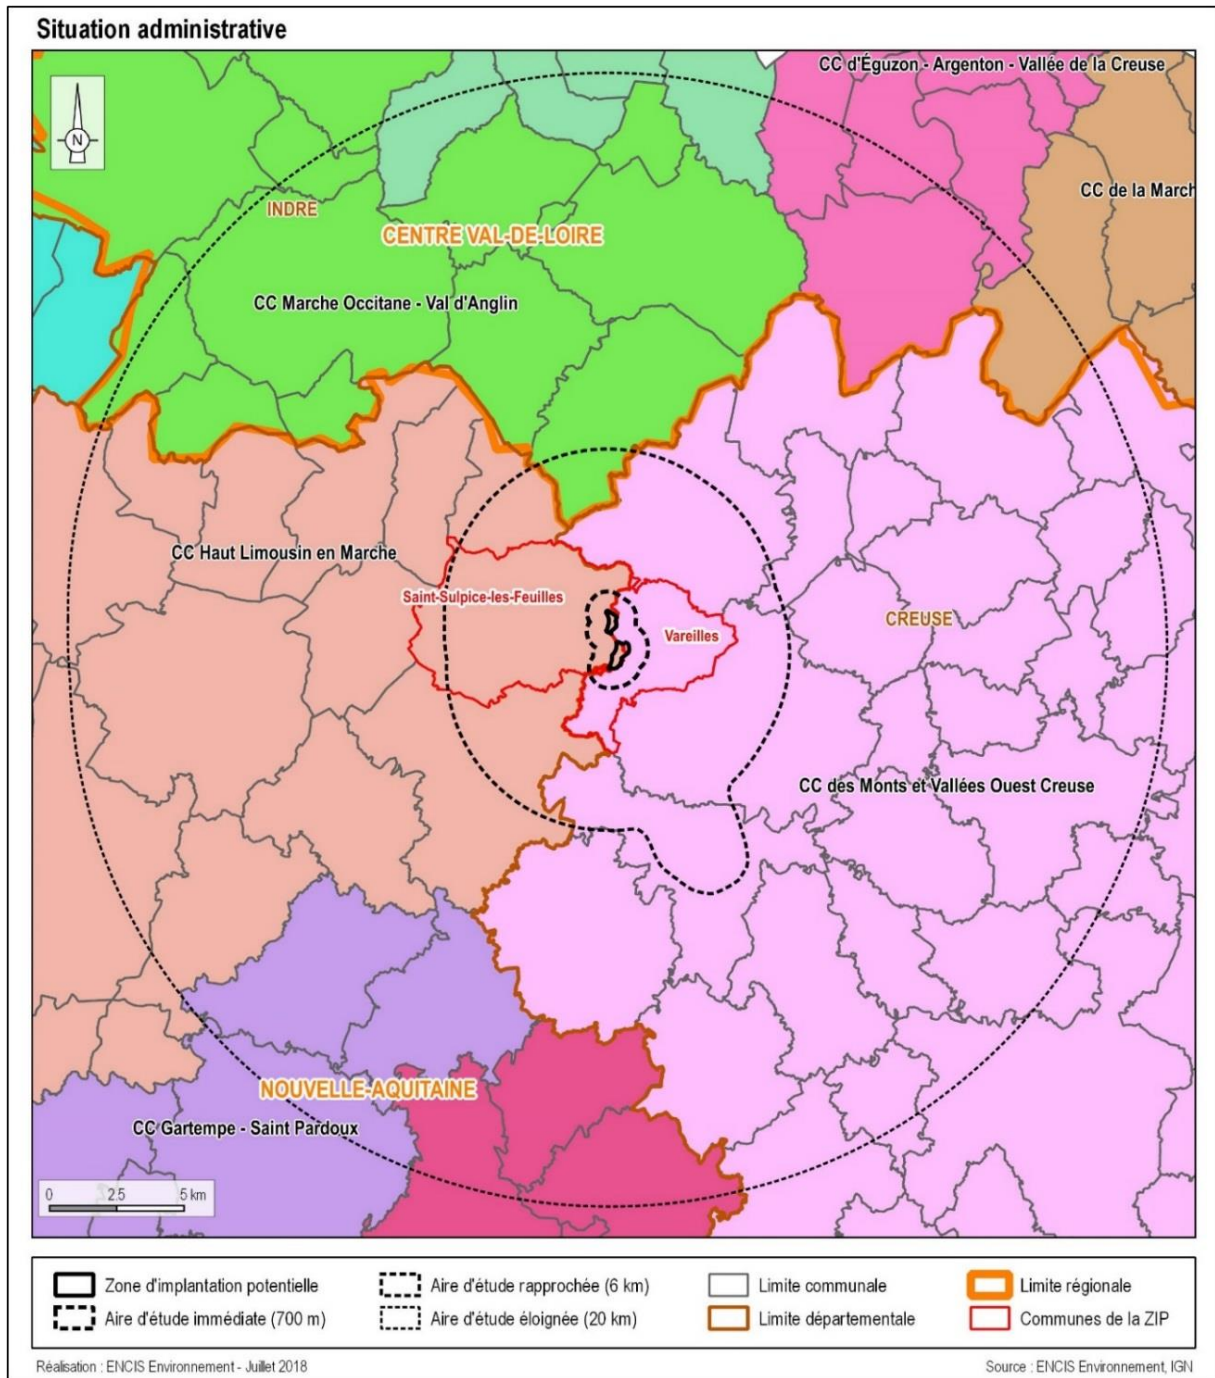 Situation administrative
N
CC d'Éguzon - Argenton - Vallée de la Creuse
CC de la March
INDRE
CENTRE VAL-DE-LOIRE
CC Marche Occitane - Val d'Anglin
CC Haut Limousin en Marche
Saint-Sulpice-les-Feuilles
Vareilles
CREUSE
CC des Monts et Vallées Ouest Creuse
NOUVELLE-AQUITAINE
CC Gartempe - Saint Pardoux
0 2.5 5 km
Zone d'implantation potentielle
Aire d'étude rapprochée (6 km)
Limite communale
Limite régionale
Aire d'étude immédiate (700 m)
Aire d'étude éloignée (20 km)
Limite départementale
Communes de la ZIP
Réalisation : ENCIS Environnement - Juillet 2018
Source : ENCIS Environnement, IGN